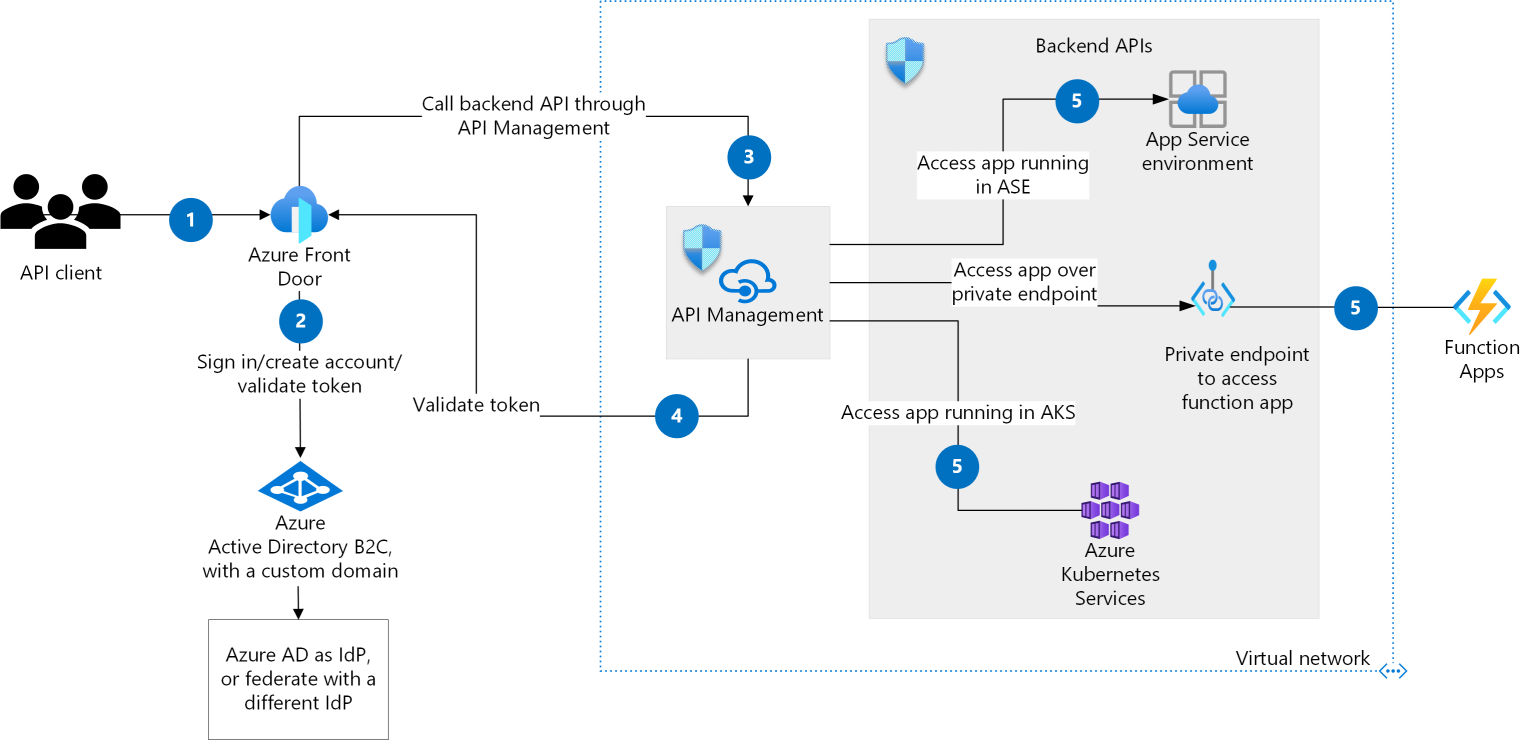 Backend APIs
Call backend API through
API Management
5
App Service
environment
3
Access app running
in ASE
1
API client
Azure Front
Door
API Management
Access app over
private endpoint
5
Function
Apps
Private endpoint
to access
function app
2
Sign in/create account/
validate token
Validate token
4
Access app running in AKS
5
Azure
Active Directory B2C,
with a custom domain
Azure
Kubernetes
Services
Azure AD as IdP,
or federate with a
different IdP
Virtual network